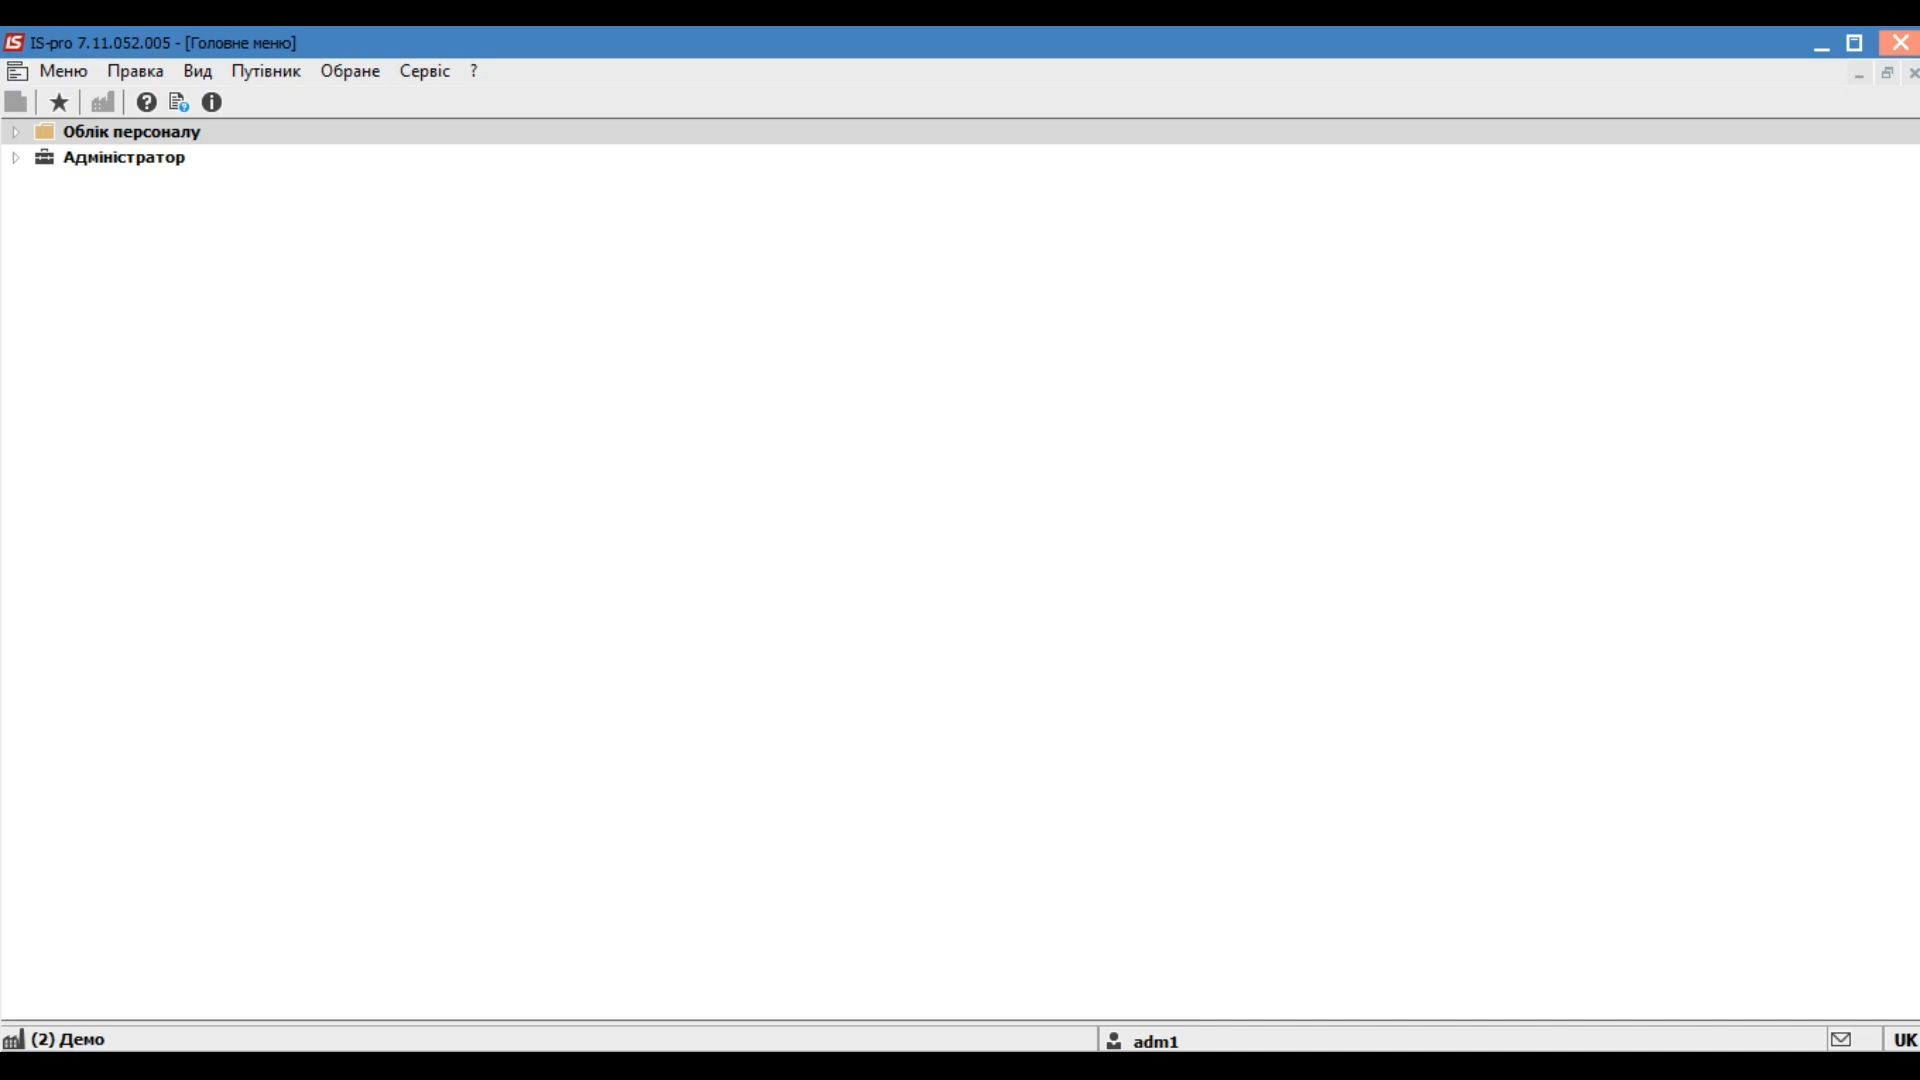 IS-pro 7.11.052.005 - [Головне меню]
Меню Правка Вид Путівник Обране Сервіс ?
Облік персоналу
Адміністратор
(2) Демо adm1 UK